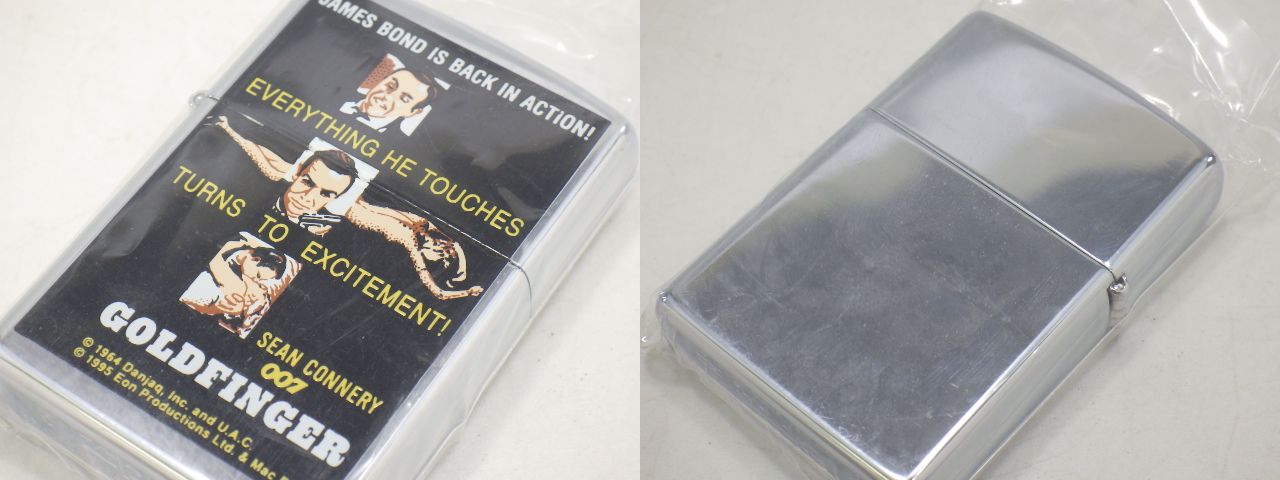 JAMES BOND IS BACK IN ACTION!
EVERYTHING HE TOUCHES
TURNS TO EXCITEMENT!
SEAN CONNERY
007
GOLDFINGER
© 1964 Danjaq, Inc. and U.A.C.
© 1995 Eon Productions Ltd. & Mac